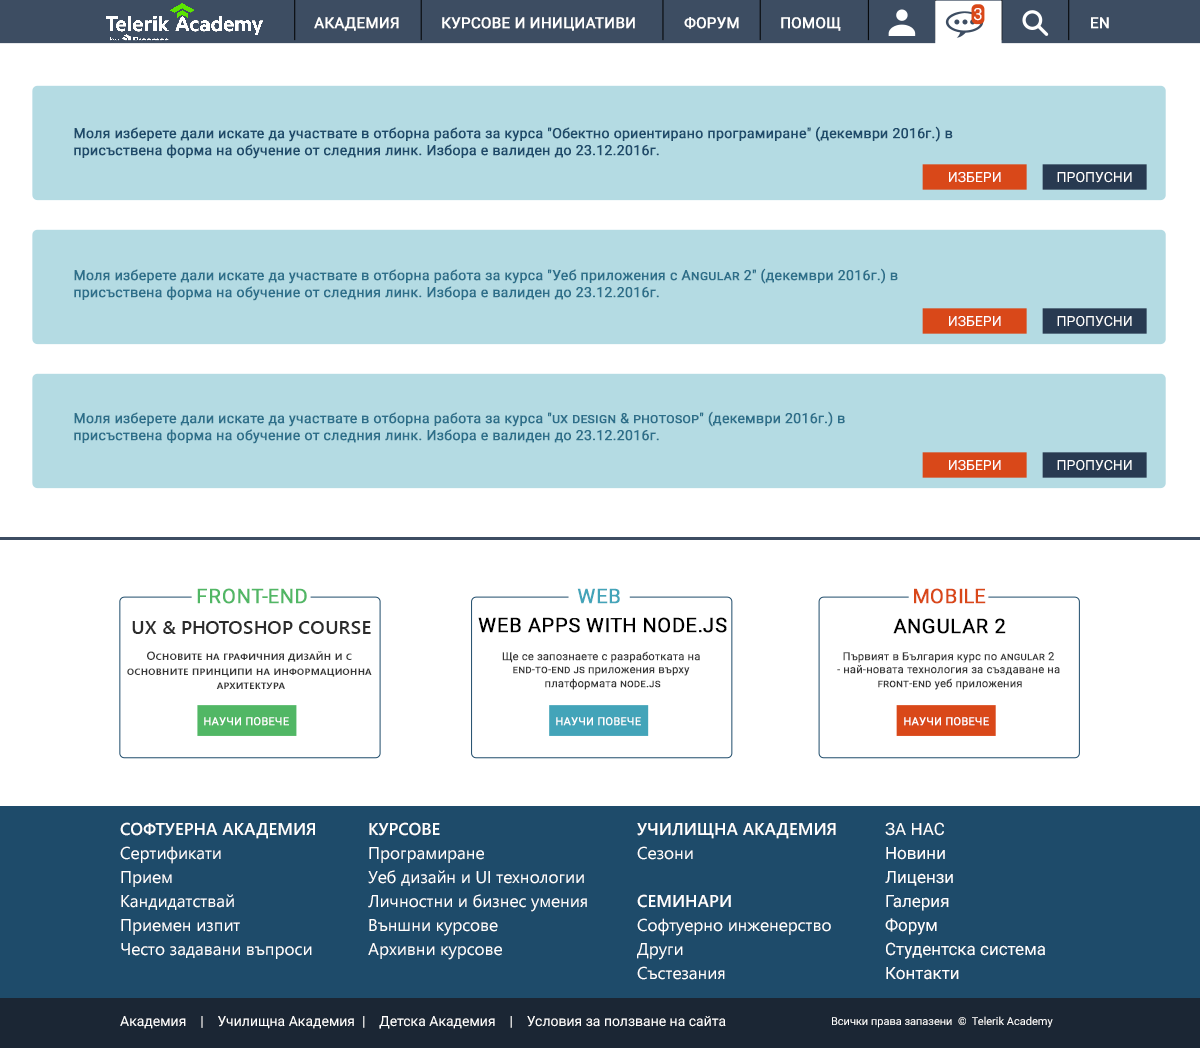 Telerik Academy
АКАДЕМИЯ
КУРСОВЕ И ИНИЦИАТИВИ
ФОРУМ
ПОМОЩ
3
EN
Моля изберете дали искате да участвате в отборна работа за курса "Обектно ориентирано програмиране" (декември 2016г.) в
присъствена форма на обучение от следния линк. Избора е валиден до 23.12.2016г.
ИЗБЕРИ
ПРОПУСНИ
Моля изберете дали искате да участвате в отборна работа за курса "Уеб приложения с Angular 2" (декември 2016г.) в
присъствена форма на обучение от следния линк. Избора е валиден до 23.12.2016г.
ИЗБЕРИ
ПРОПУСНИ
Моля изберете дали искате да участвате в отборна работа за курса "ux design & photosop" (декември 2016г.) в
присъствена форма на обучение от следния линк. Избора е валиден до 23.12.2016г.
ИЗБЕРИ
ПРОПУСНИ
FRONT-END
UX & PHOTOSHOP COURSE
Основите на графичния дизайн и с
основните принципи на информационна
архитектура
НАУЧИ ПОВЕЧЕ
WEB
WEB APPS WITH NODE.JS
Ще се запознаете с разработката на
end-to-end js приложения върху
платформата node.js
НАУЧИ ПОВЕЧЕ
MOBILE
ANGULAR 2
Първият в България курс по angular 2
- най-новата технология за създаване на
front-end уеб приложения
НАУЧИ ПОВЕЧЕ
СОФТУЕРНА АКАДЕМИЯ
Сертификати
Прием
Кандидатствай
Приемен изпит
Често задавани въпроси
КУРСОВЕ
Програмиране
Уеб дизайн и UI технологии
Личностни и бизнес умения
Външни курсове
Архивни курсове
УЧИЛИЩНА АКАДЕМИЯ
Сезони
СЕМИНАРИ
Софтуерно инженерство
Други
Състезания
ЗА НАС
Новини
Лицензи
Галерия
Форум
Студентска система
Контакти
Академия | Училищна Академия | Детска Академия | Условия за ползване на сайта
Всички права запазени © Telerik Academy